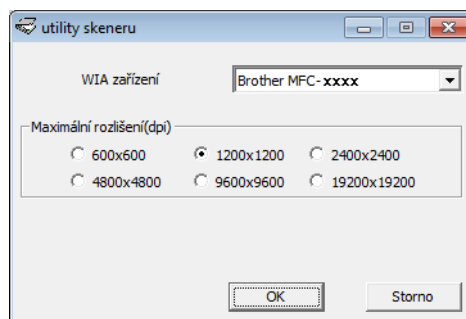 utility skeneru
WIA zařízení
Brother MFC-xxxx
Maximální rozlišení(dpi)
600x600 1200x1200 2400x2400
4800x4800 9600x9600 19200x19200
OK Storno